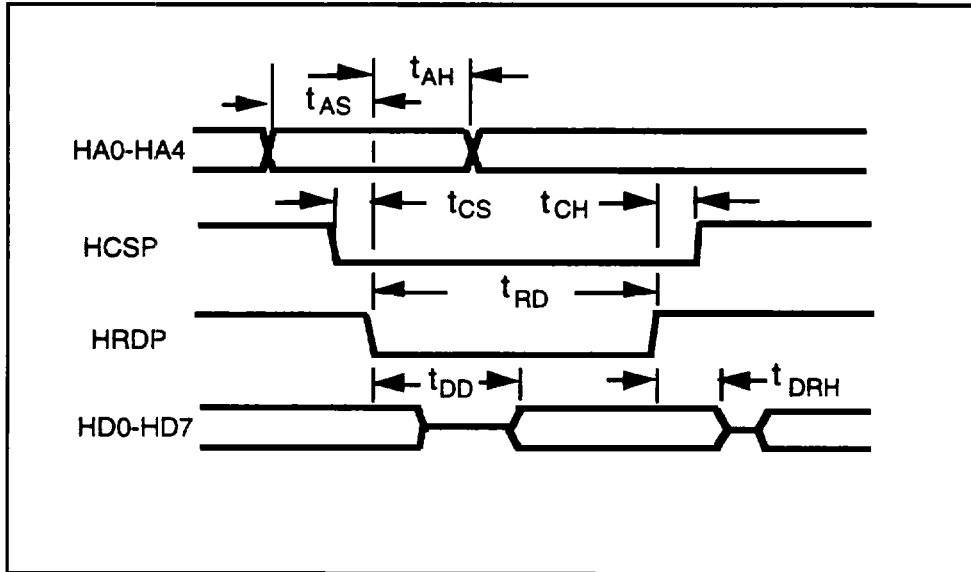 tAH
tAS
HA0-HA4
tCS tCH
HCSP
tRD
HRDP
tDD tDRH
HD0-HD7